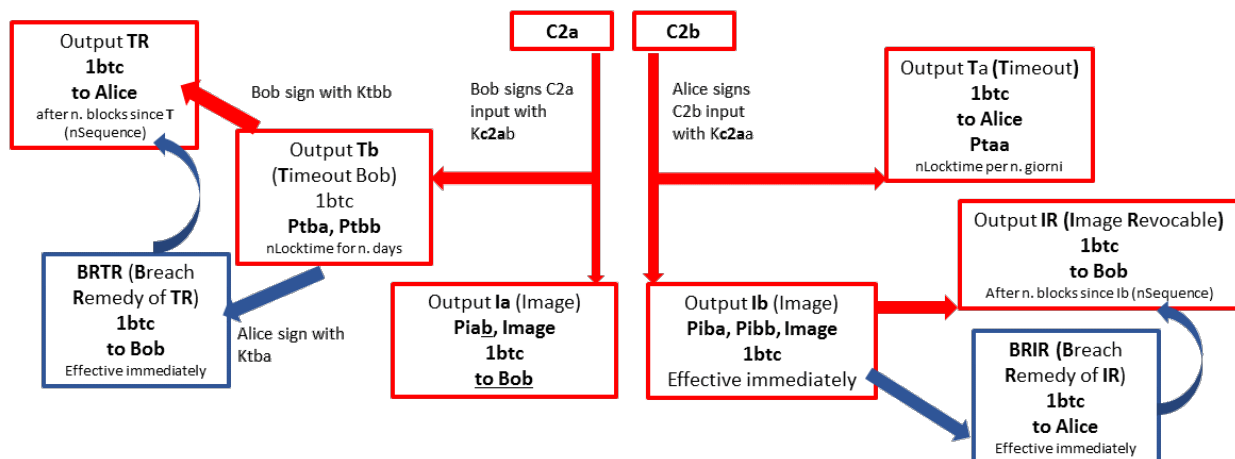 C2a
C2b
Output TR
1btc
to Alice
after n. blocks since T
(nSequence)
Bob sign with Ktbb
Bob signs C2a
input with
Kc2ab
Alice signs
C2b input
with Kc2aa
Output Ta (Timeout)
1btc
to Alice
Ptaa
nLocktime per n. giorni
Output Tb
(Timeout Bob)
1btc
Ptba, Ptbb
nLocktime for n. days
Output IR (Image Revocable)
1btc
to Bob
After n. blocks since Ib (nSequence)
BRTR (Breach
Remedy of TR)
1btc
to Bob
Effective immediately
Alice sign with
Ktba
Output Ia (Image)
Piab, Image
1btc
to Bob
Output Ib (Image)
Piba, Pibb, Image
1btc
Effective immediately
BRIR (Breach
Remedy of IR)
1btc
to Alice
Effective immediately